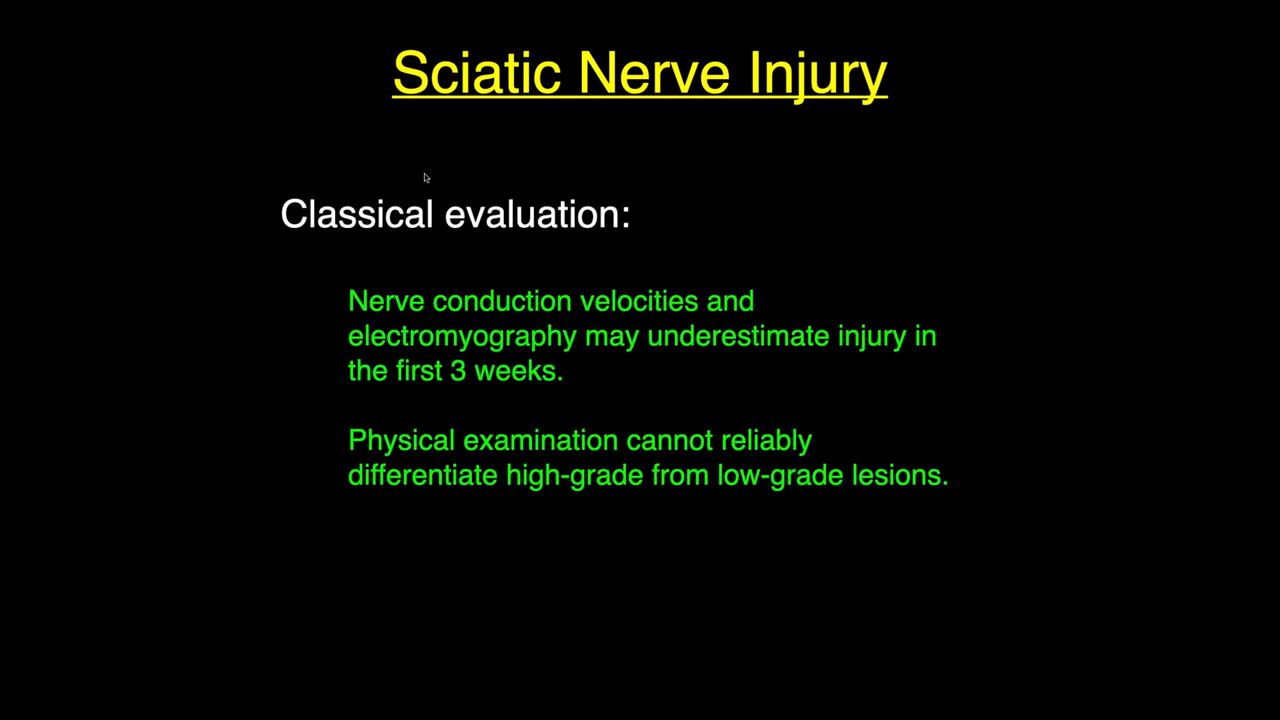 Sciatic Nerve Injury
Classical evaluation:
Nerve conduction velocities and
electromyography may underestimate injury in
the first 3 weeks.
Physical examination cannot reliably
differentiate high-grade from low-grade lesions.